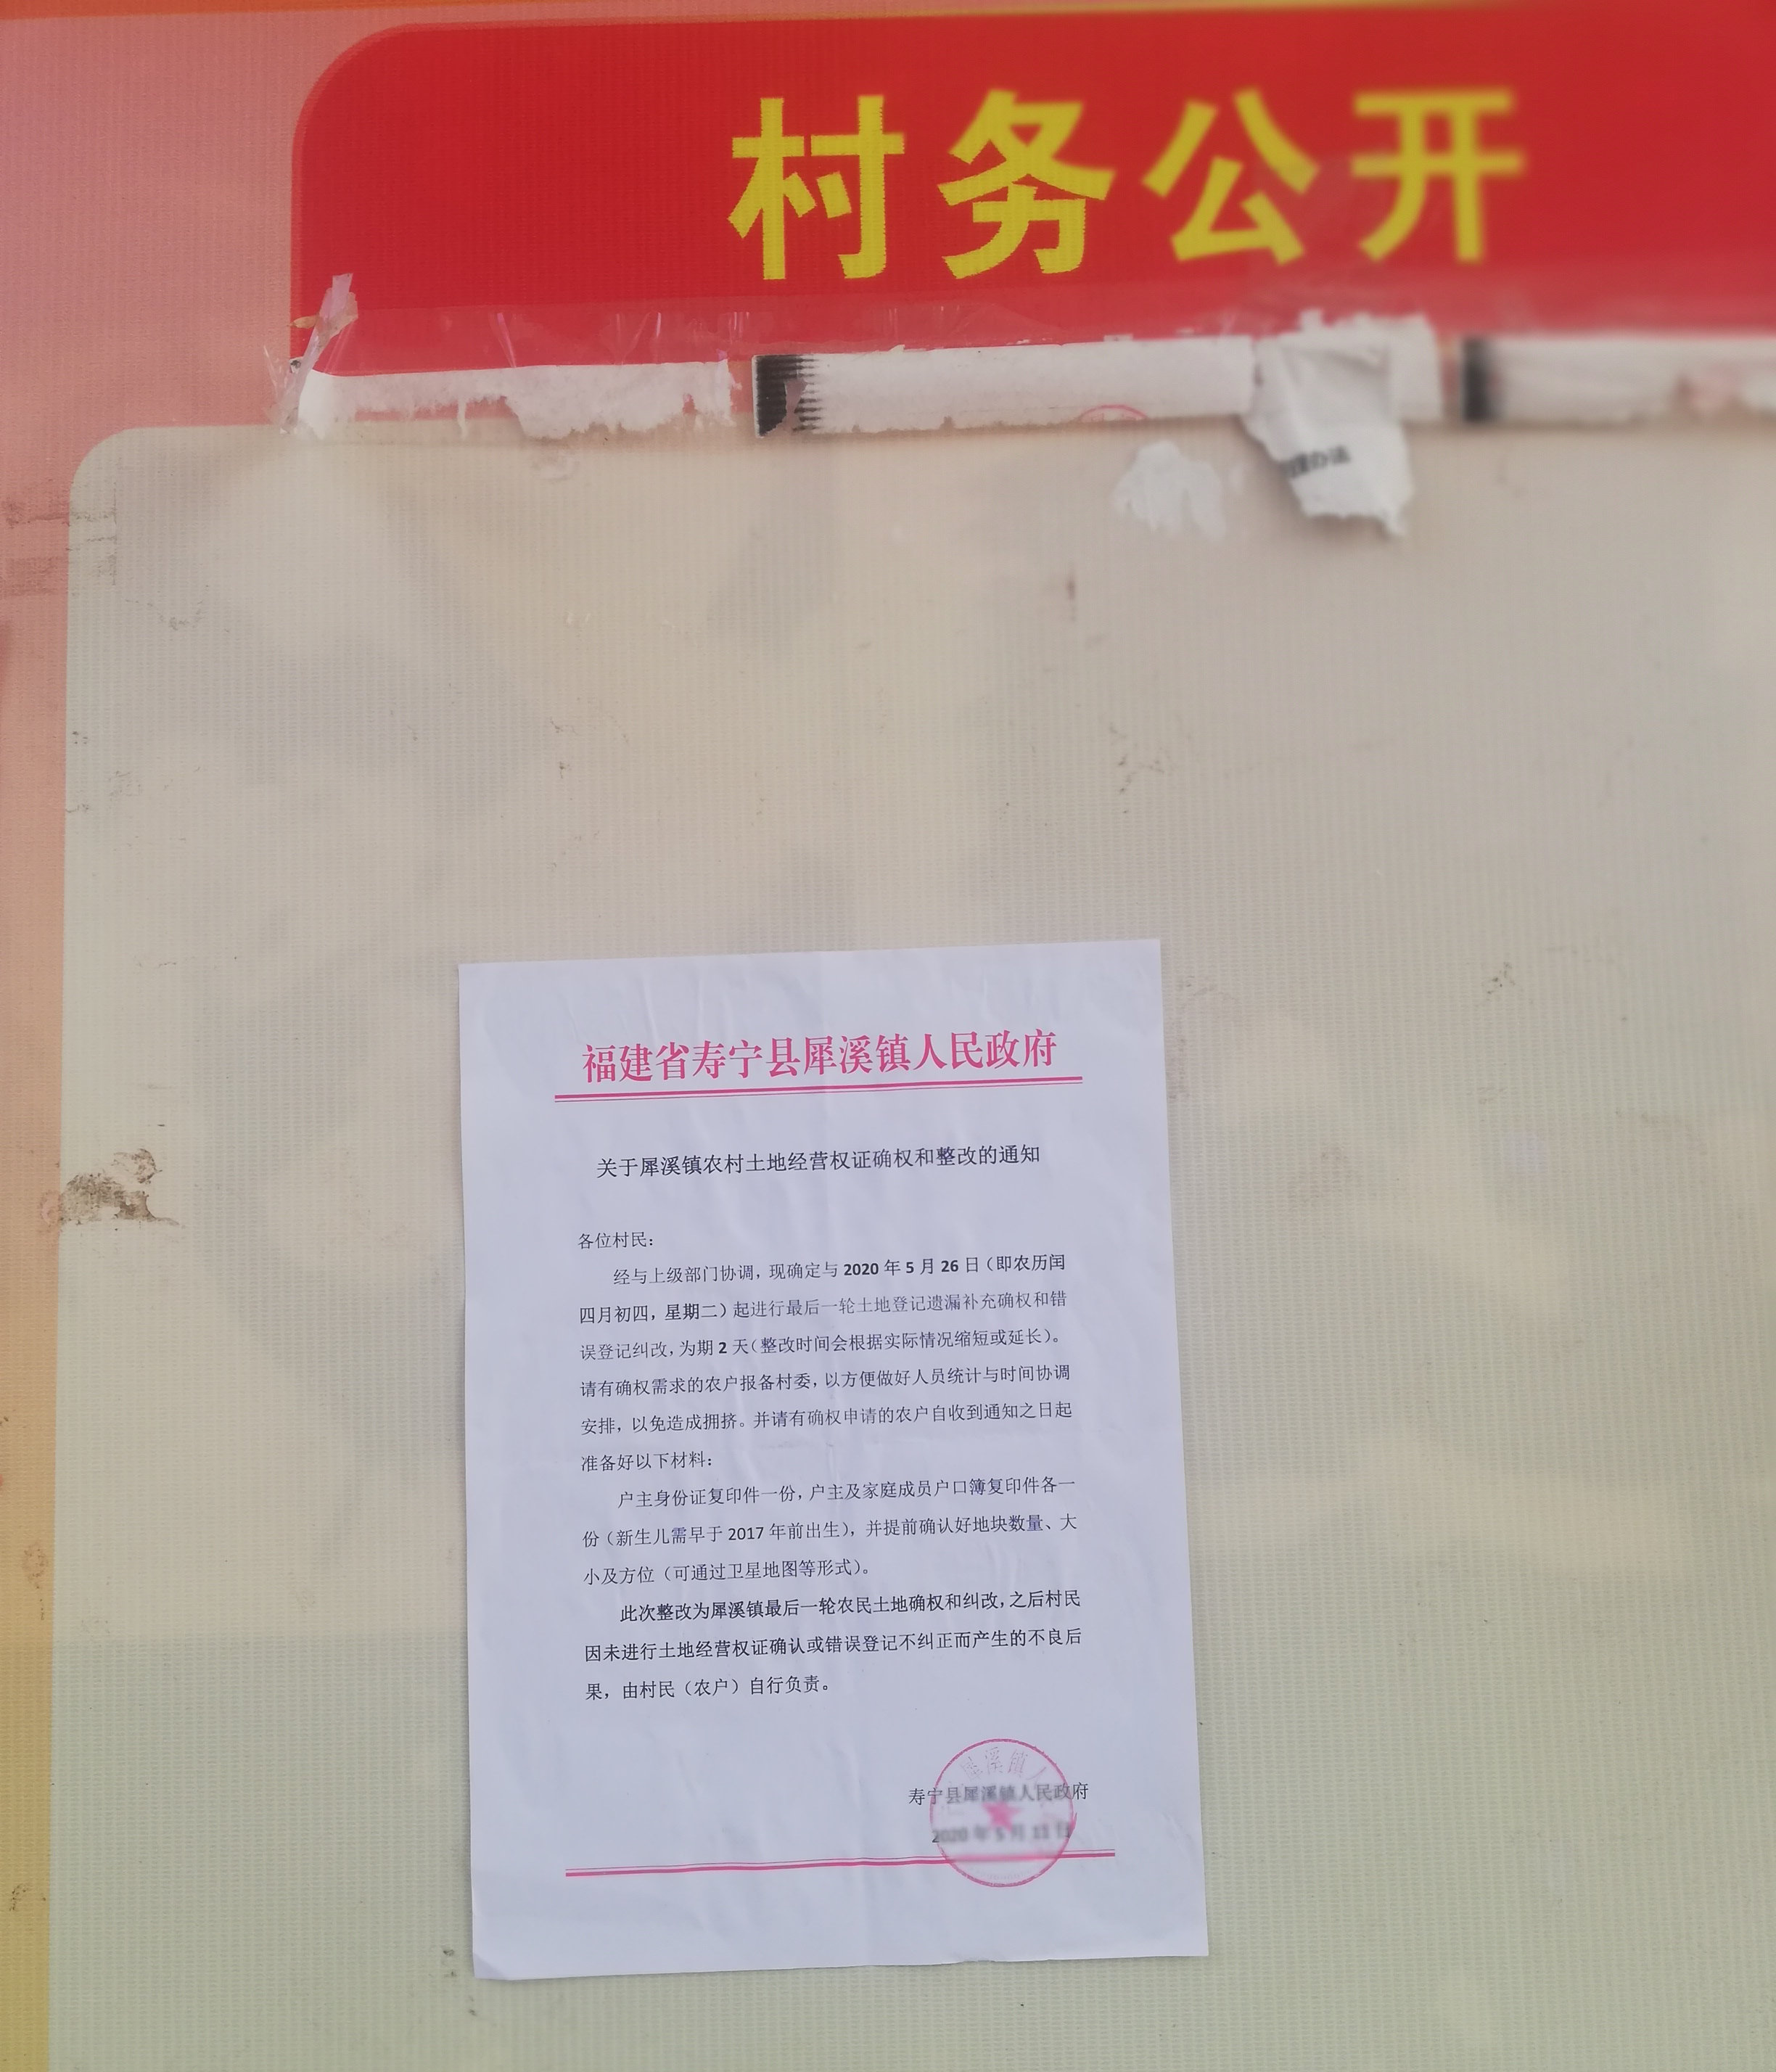 村务公开
办法
福建省寿宁县犀溪镇人民政府
关于犀溪镇农村土地经营权证确权和整改的通知
各位村民：
经与上级部门协调，现确定与 2020 年 5 月 26 日（即农历闰
四月初四，星期二）起进行最后一轮土地登记遗漏补充确权和错
误登记纠改，为期 2 天（整改时间会根据实际情况缩短或延长）。
请有确权需求的农户报备村委，以方便做好人员统计与时间协调
安排，以免造成拥挤。并请有确权申请的农户自收到通知之日起
准备好以下材料：
户主身份证复印件一份，户主及家庭成员户口簿复印件各一
份（新生儿需早于 2017 年前出生），并提前确认好地块数量、大
小及方位（可通过卫星地图等形式）。
此次整改为犀溪镇最后一轮农民土地确权和纠改，之后村民
因未进行土地经营权证确认或错误登记不纠正而产生的不良后
果，由村民（农户）自行负责。
犀溪镇人
寿宁县犀溪镇人民政府
2020 年 5 月 11 日